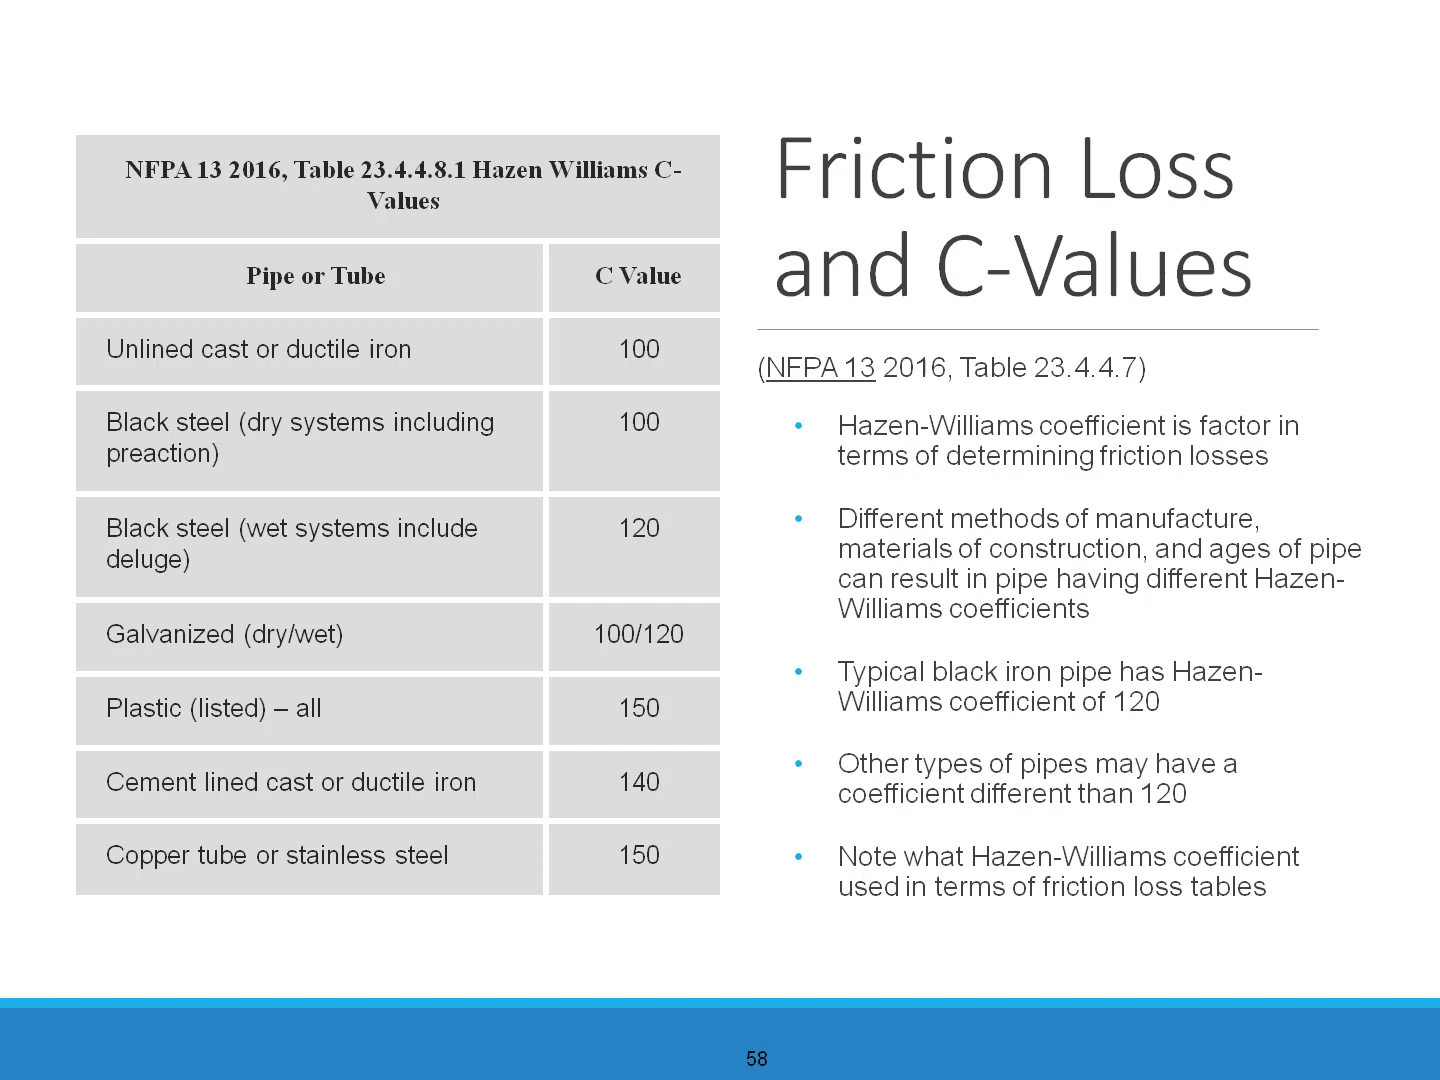 NFPA 13 2016, Table 23.4.4.8.1 Hazen Williams C-
Values
Pipe or Tube
C Value
Unlined cast or ductile iron
100
Black steel (dry systems including
preaction)
100
Black steel (wet systems include
deluge)
120
Galvanized (dry/wet)
100/120
Plastic (listed) – all
150
Cement lined cast or ductile iron
140
Copper tube or stainless steel
150
Friction Loss
and C-Values
(NFPA 13 2016, Table 23.4.4.7)
• Hazen-Williams coefficient is factor in
terms of determining friction losses
• Different methods of manufacture,
materials of construction, and ages of pipe
can result in pipe having different Hazen-
Williams coefficients
• Typical black iron pipe has Hazen-
Williams coefficient of 120
• Other types of pipes may have a
coefficient different than 120
• Note what Hazen-Williams coefficient
used in terms of friction loss tables
58